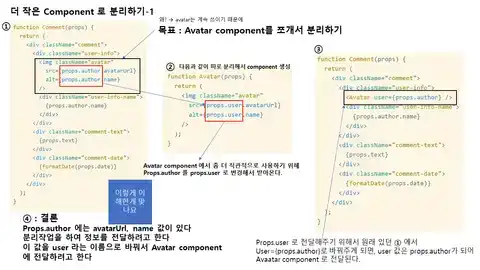 더 작은 Component 로 분리하기-1
왜? → avatar는 계속 쓰이기 때문에
목표 : Avatar component를 쪼개서 분리하기
①
function Comment(props) {
return (
<div className="comment">
<div className="user-info">
<img className="avatar"
src={props.author.avatarUrl}
alt={props.author.name}
/>
<div className="user-info-name">
{props.author.name}
</div>
</div>
<div className="comment-text">
{props.text}
</div>
<div className="comment-date">
{formatDate(props.date)}
</div>
</div>
);
}
② 다음과 같이 따로 분리해서 component 생성
function Avatar(props) {
return (
<img className="avatar"
src={props.user.avatarUrl}
alt={props.user.name}
/>
);
}
Avatar component 에서 좀 더 직관적으로 사용하기 위해
Props.author 를 props.user 로 변경해서 받아온다.
③
function Comment(props) {
return (
<div className="comment">
<div className="user-info">
<Avatar user={props.author} />
<div className="user-info-name">
{props.author.name}
</div>
</div>
<div className="comment-text">
{props.text}
</div>
<div className="comment-date">
{formatDate(props.date)}
</div>
</div>
);
}
이렇게 이
해한게 맞
나요
④ : 결론
Props.author 에는 avatarUrl, name 값이 있다
분리작업을 하여 정보를 전달하려고 한다
이 값을 user 라는 이름으로 바꿔서 Avatar component
에 전달하려고 한다
Props.user 로 전달해주기 위해서 원래 있던 ③ 에서
User={props.author}로 바꿔주게 되면, user 값은 props.author가 되어
Avaatar component 로 전달된다.